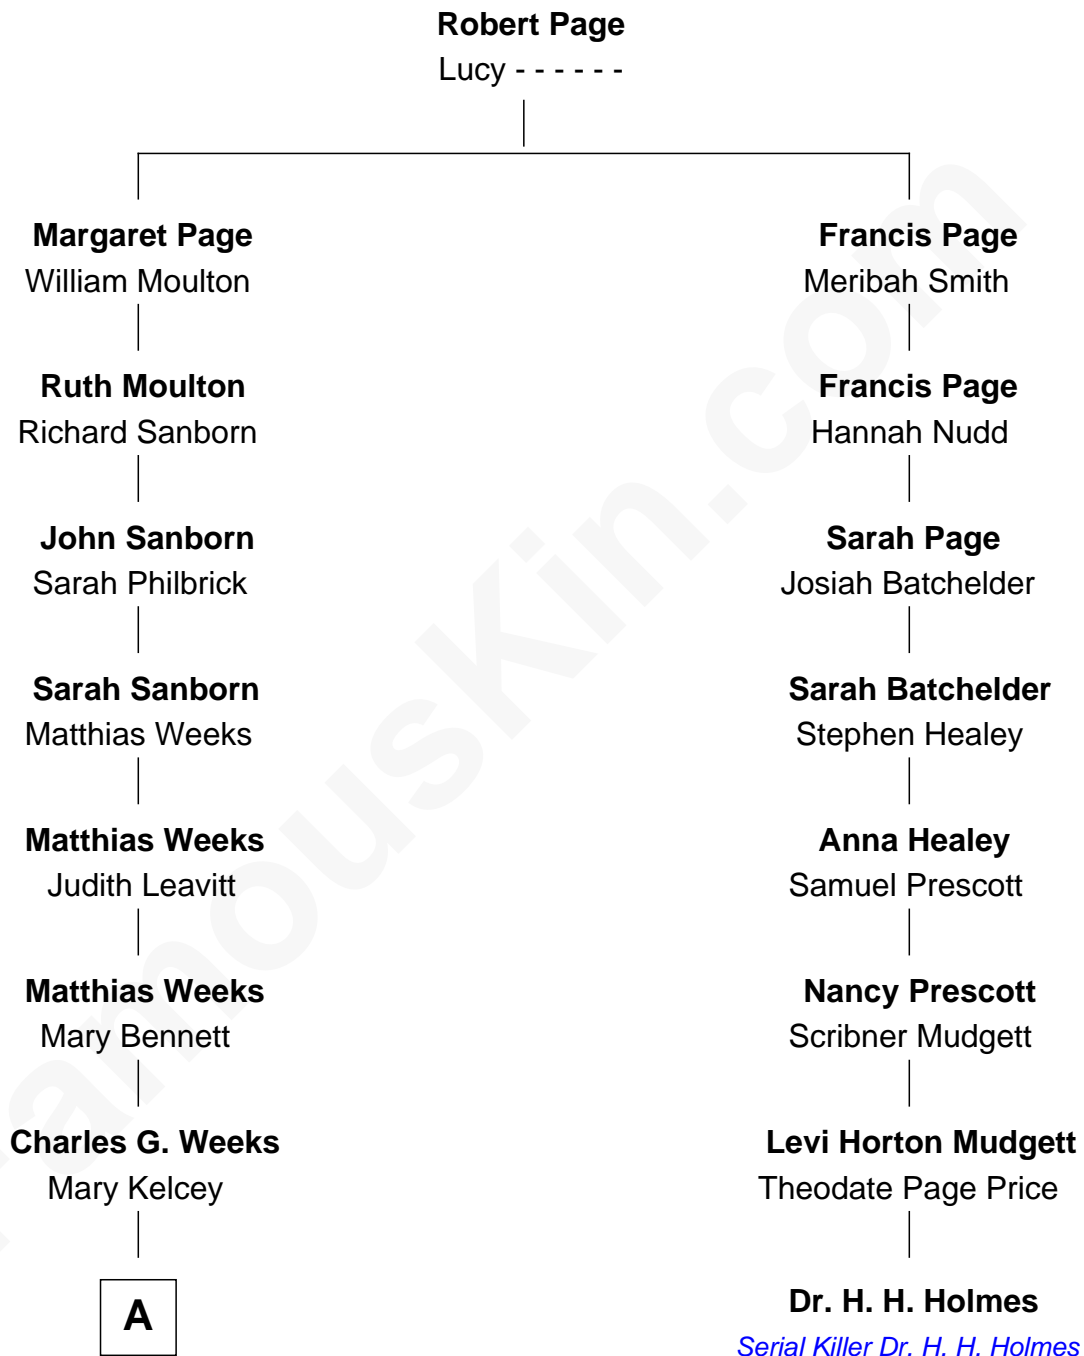 Robert Page
Lucy - - - - - -
Margaret Page
William Moulton
Francis Page
Meribah Smith
Ruth Moulton
Richard Sanborn
Francis Page
Hannah Nudd
John Sanborn
Sarah Philbrick
Sarah Page
Josiah Batchelder
Sarah Sanborn
Matthias Weeks
Sarah Batchelder
Stephen Healey
Matthias Weeks
Judith Leavitt
Anna Healey
Samuel Prescott
Matthias Weeks
Mary Bennett
Nancy Prescott
Scribner Mudgett
Charles G. Weeks
Mary Kelcey
Levi Horton Mudgett
Theodate Page Price
A
Dr. H. H. Holmes
Serial Killer Dr. H. H. Holmes
FamousKin.com